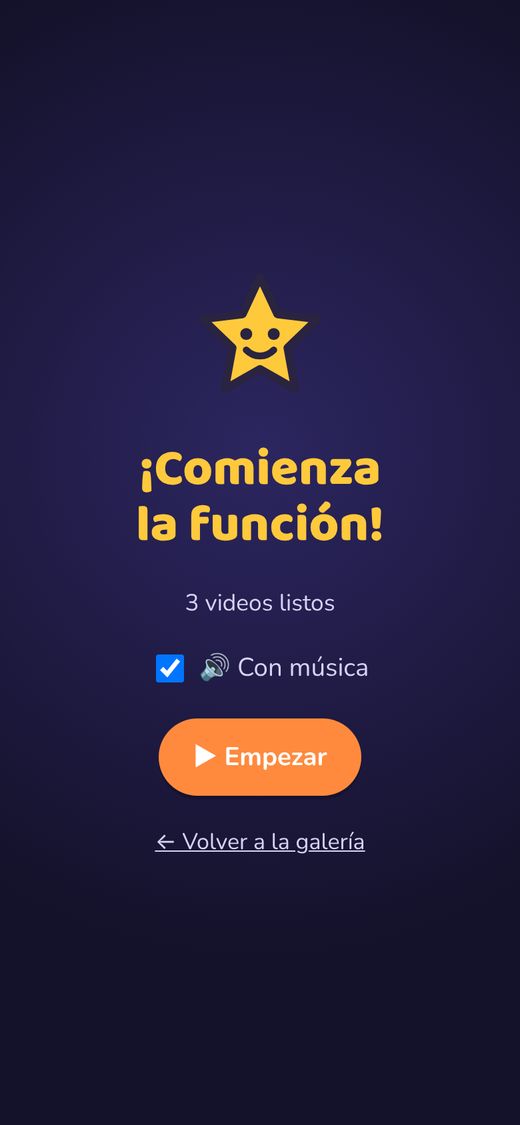 ¡Comienza
la función!
3 videos listos
🔊 Con música
▶ Empezar
← Volver a la galería